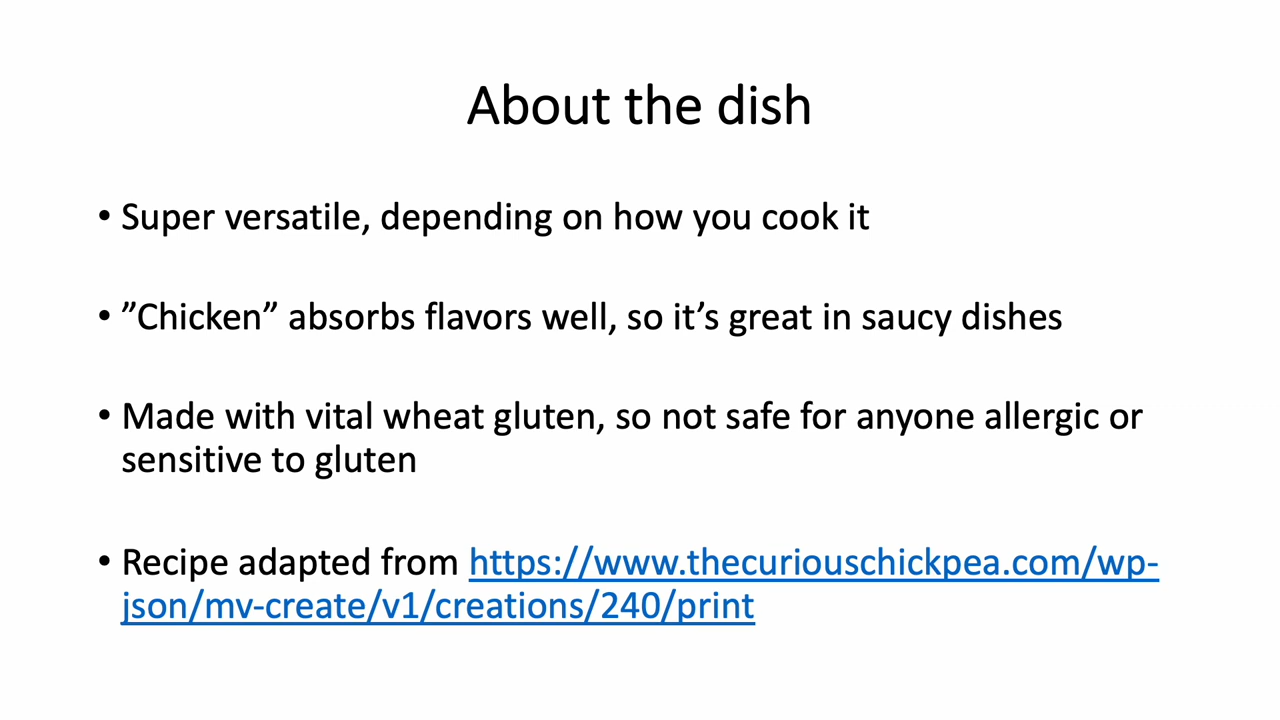 About the dish
• Super versatile, depending on how you cook it
• ”Chicken” absorbs flavors well, so it’s great in saucy dishes
• Made with vital wheat gluten, so not safe for anyone allergic or
sensitive to gluten
• Recipe adapted from https://www.thecuriouschickpea.com/wp-
json/mv-create/v1/creations/240/print